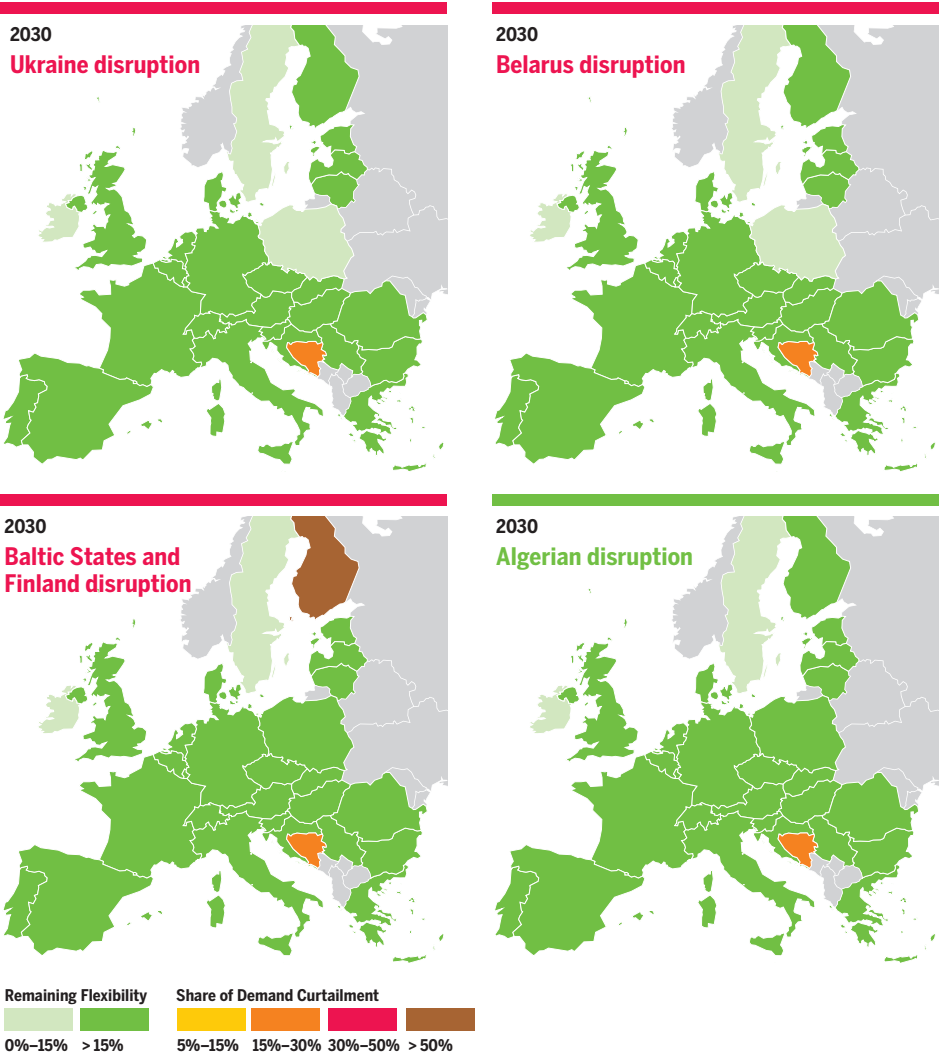 2030
Ukraine disruption
2030
Belarus disruption
2030
Baltic States and
Finland disruption
2030
Algerian disruption
Remaining Flexibility
Share of Demand Curtailment
0%–15% >15%
5%–15% 15%–30% 30%–50% >50%